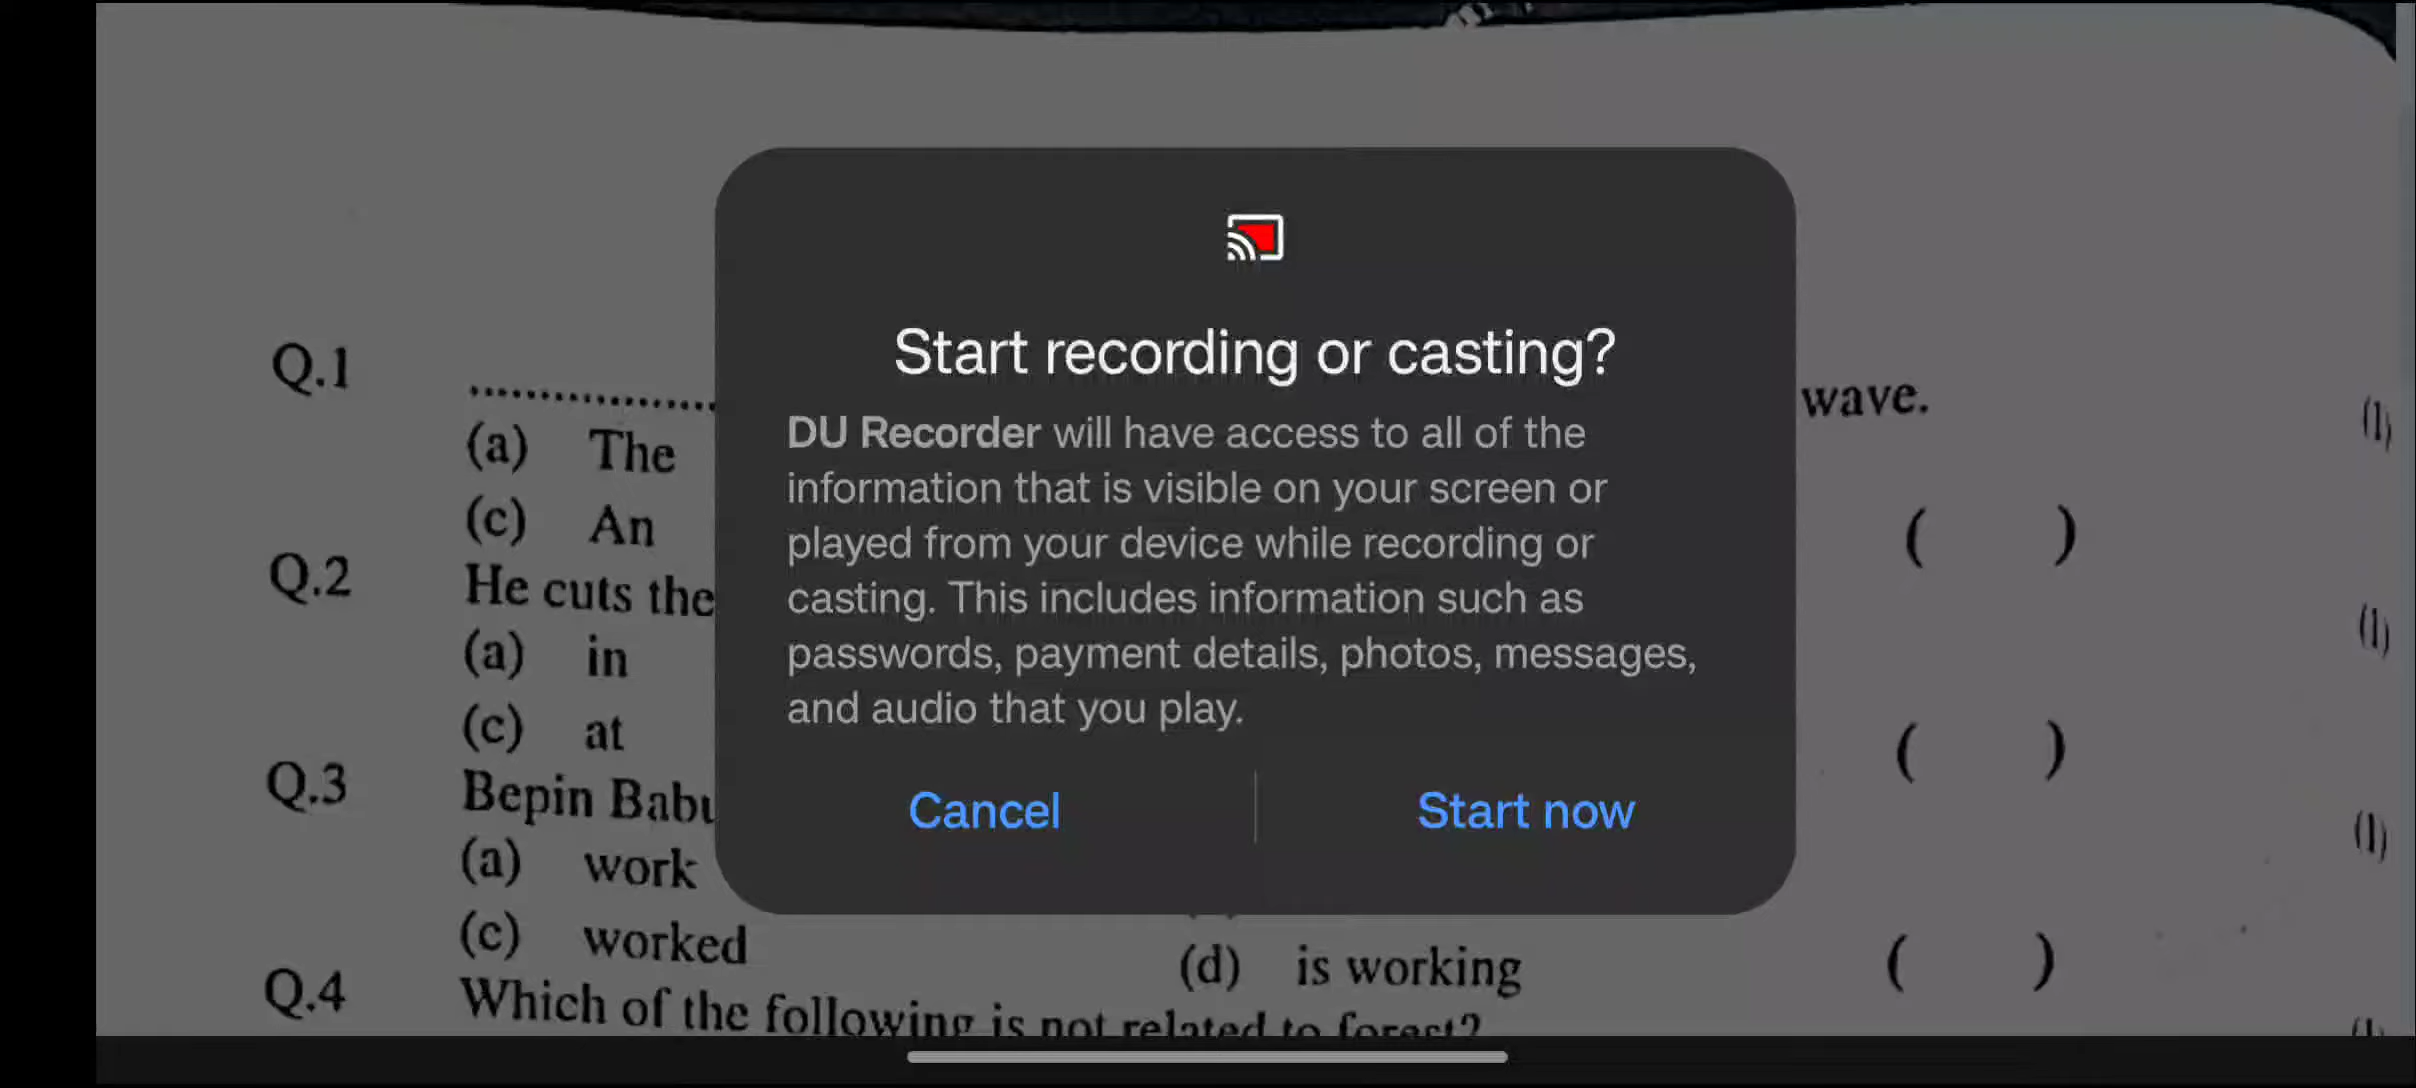 Start recording or casting?
DU Recorder will have access to all of the
information that is visible on your screen or
played from your device while recording or
casting. This includes information such as
passwords, payment details, photos, messages,
and audio that you play.
Cancel
Start now
Q.1 .................. wave. (1)
(a) The
(c) An ( )
Q.2 He cuts the (1)
(a) in
(c) at ( )
Q.3 Bepin (1)
(a) work
(c) worked (d) is working ( )
Q.4 Which of the following is not related to forest?